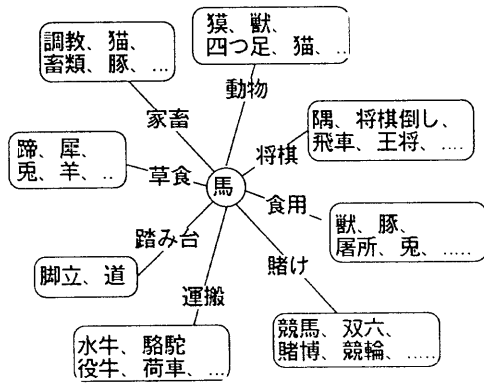 調教、猫、
畜類、豚、…
獏、獣、
四つ足、猫、…
動物
家畜
隅、将棋倒し、
飛車、王将、……
将棋
蹄、犀、
兎、羊、‥
草食
馬
食用
獣、豚、
屠所、兎、……
踏み台
賭け
脚立、道
運搬
水牛、駱駝
役牛、荷車、…
競馬、双六、
賭博、競輪、……